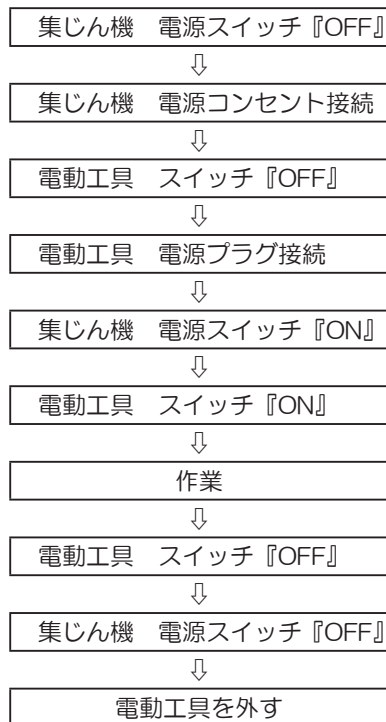 集じん機　電源スイッチ『OFF』
⇩
集じん機　電源コンセント接続
⇩
電動工具　スイッチ『OFF』
⇩
電動工具　電源プラグ接続
⇩
集じん機　電源スイッチ『ON』
⇩
電動工具　スイッチ『ON』
⇩
作業
⇩
電動工具　スイッチ『OFF』
⇩
集じん機　電源スイッチ『OFF』
⇩
電動工具を外す